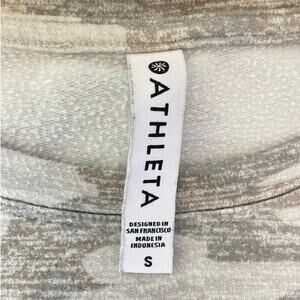 ATHLETA
DESIGNED IN
SAN FRANCISCO
MADE IN
INDONESIA
S